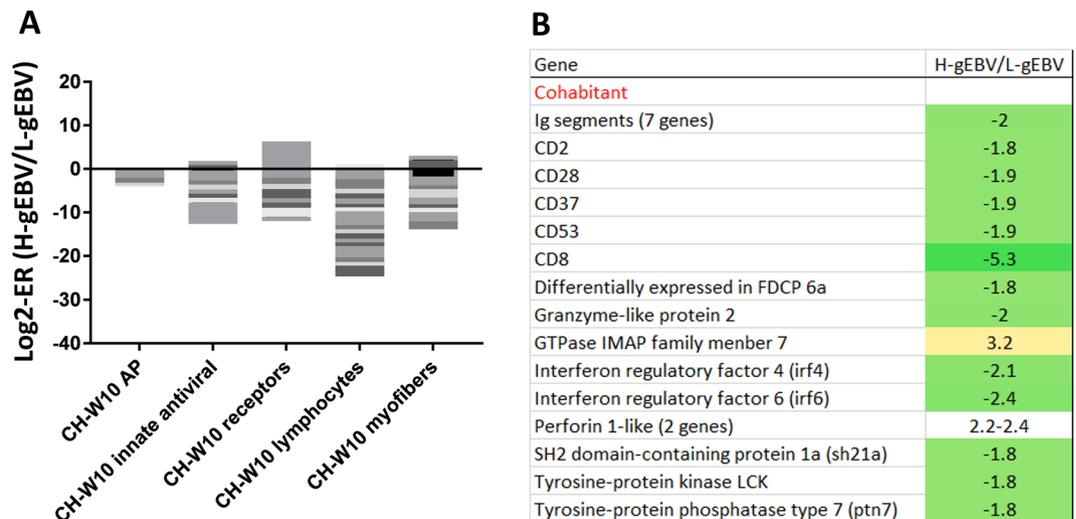 A
Log2-ER (H-gEBV/L-gEBV)
20
10
0
-10
-20
-30
-40
CH-W10 AP
CH-W10 innate antiviral
CH-W10 receptors
CH-W10 lymphocytes
CH-W10 myofibers
B
Gene H-gEBV/L-gEBV
Cohabitant
Ig segments (7 genes) -2
CD2 -1.8
CD28 -1.9
CD37 -1.9
CD53 -1.9
CD8 -5.3
Differentially expressed in FDCP 6a -1.8
Granzyme-like protein 2 -2
GTPase IMAP family menber 7 3.2
Interferon regulatory factor 4 (irf4) -2.1
Interferon regulatory factor 6 (irf6) -2.4
Perforin 1-like (2 genes) 2.2-2.4
SH2 domain-containing protein 1a (sh21a) -1.8
Tyrosine-protein kinase LCK -1.8
Tyrosine-protein phosphatase type 7 (ptn7) -1.8